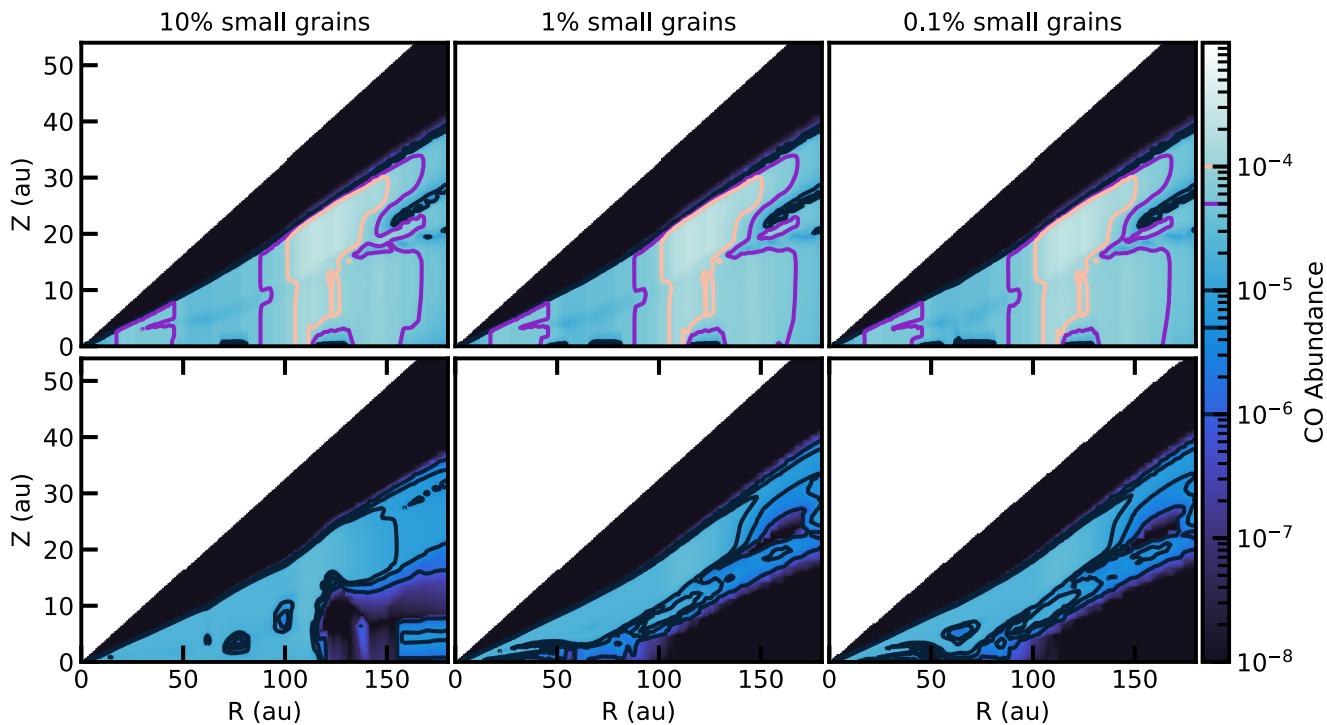 10% small grains 1% small grains 0.1% small grains
50
40
30
20
10
0
Z (au)
50
40
30
20
10
0
Z (au)
0 50 100 150 0 50 100 150 0 50 100 150
R (au) R (au) R (au)
10⁻⁴
10⁻⁵
10⁻⁶
10⁻⁷
10⁻⁸
CO Abundance